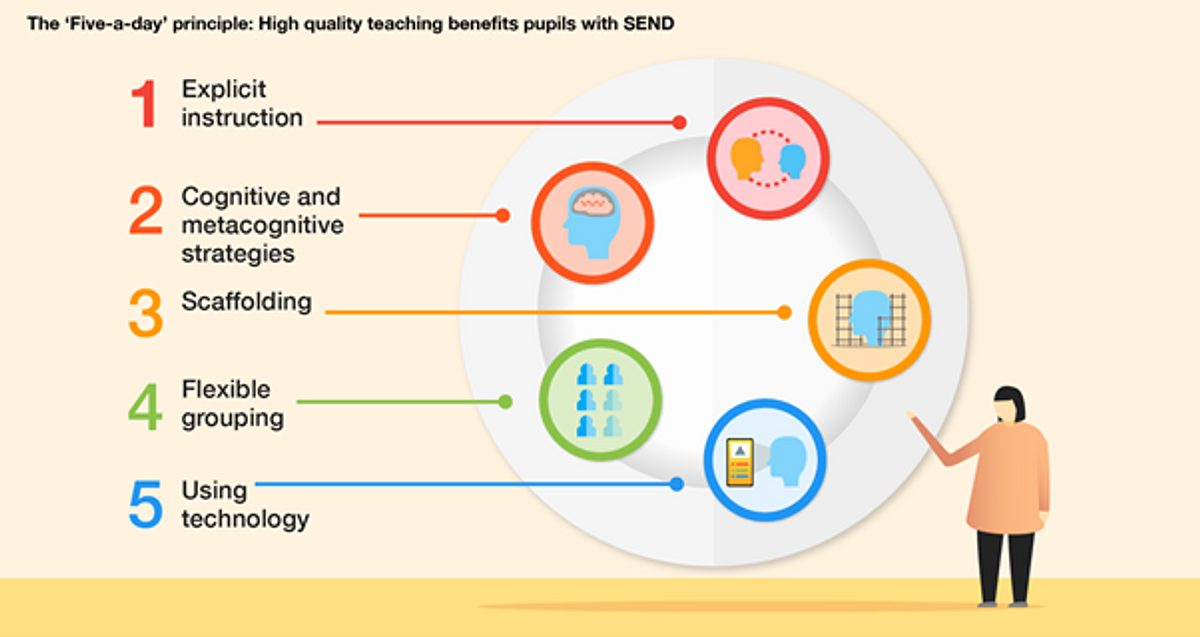 The ‘Five-a-day’ principle: High quality teaching benefits pupils with SEND
1
Explicit
instruction
2
Cognitive and
metacognitive
strategies
3
Scaffolding
4
Flexible
grouping
5
Using
technology